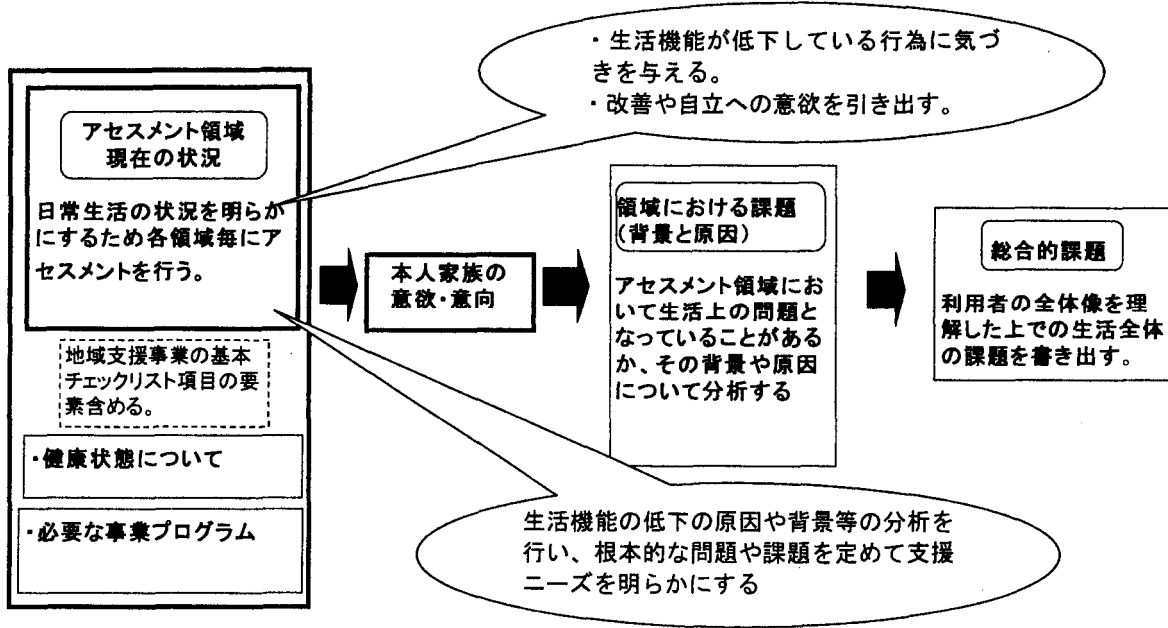 ・生活機能が低下している行為に気づ
きを与える。
・改善や自立への意欲を引き出す。
アセスメント領域
現在の状況
日常生活の状況を明らか
にするため各領域毎にア
セスメントを行う。
地域支援事業の基本
チェックリスト項目の要
素含める。
・健康状態について
・必要な事業プログラム
本人家族の
意欲・意向
領域における課題
(背景と原因)
アセスメント領域にお
いて生活上の問題と
なっていることがある
か、その背景や原因
について分析する
総合的課題
利用者の全体像を理
解した上での生活全体
の課題を書き出す。
生活機能の低下の原因や背景等の分析を
行い、根本的な問題や課題を定めて支援
ニーズを明らかにする